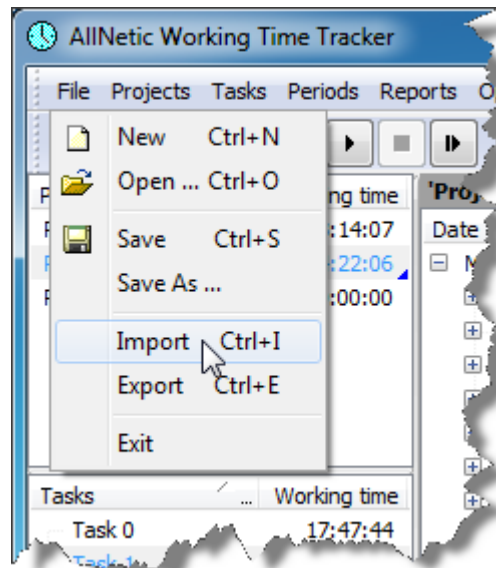 AllNetic Working Time Tracker
File Projects Tasks Periods Reports
New Ctrl+N
Open ... Ctrl+O
ng time
Save Ctrl+S
:14:07 Date
:22:06
Save As ...
:00:00
Import Ctrl+I
Export Ctrl+E
Exit
Tasks ... Working time
Task 0 17:47:44